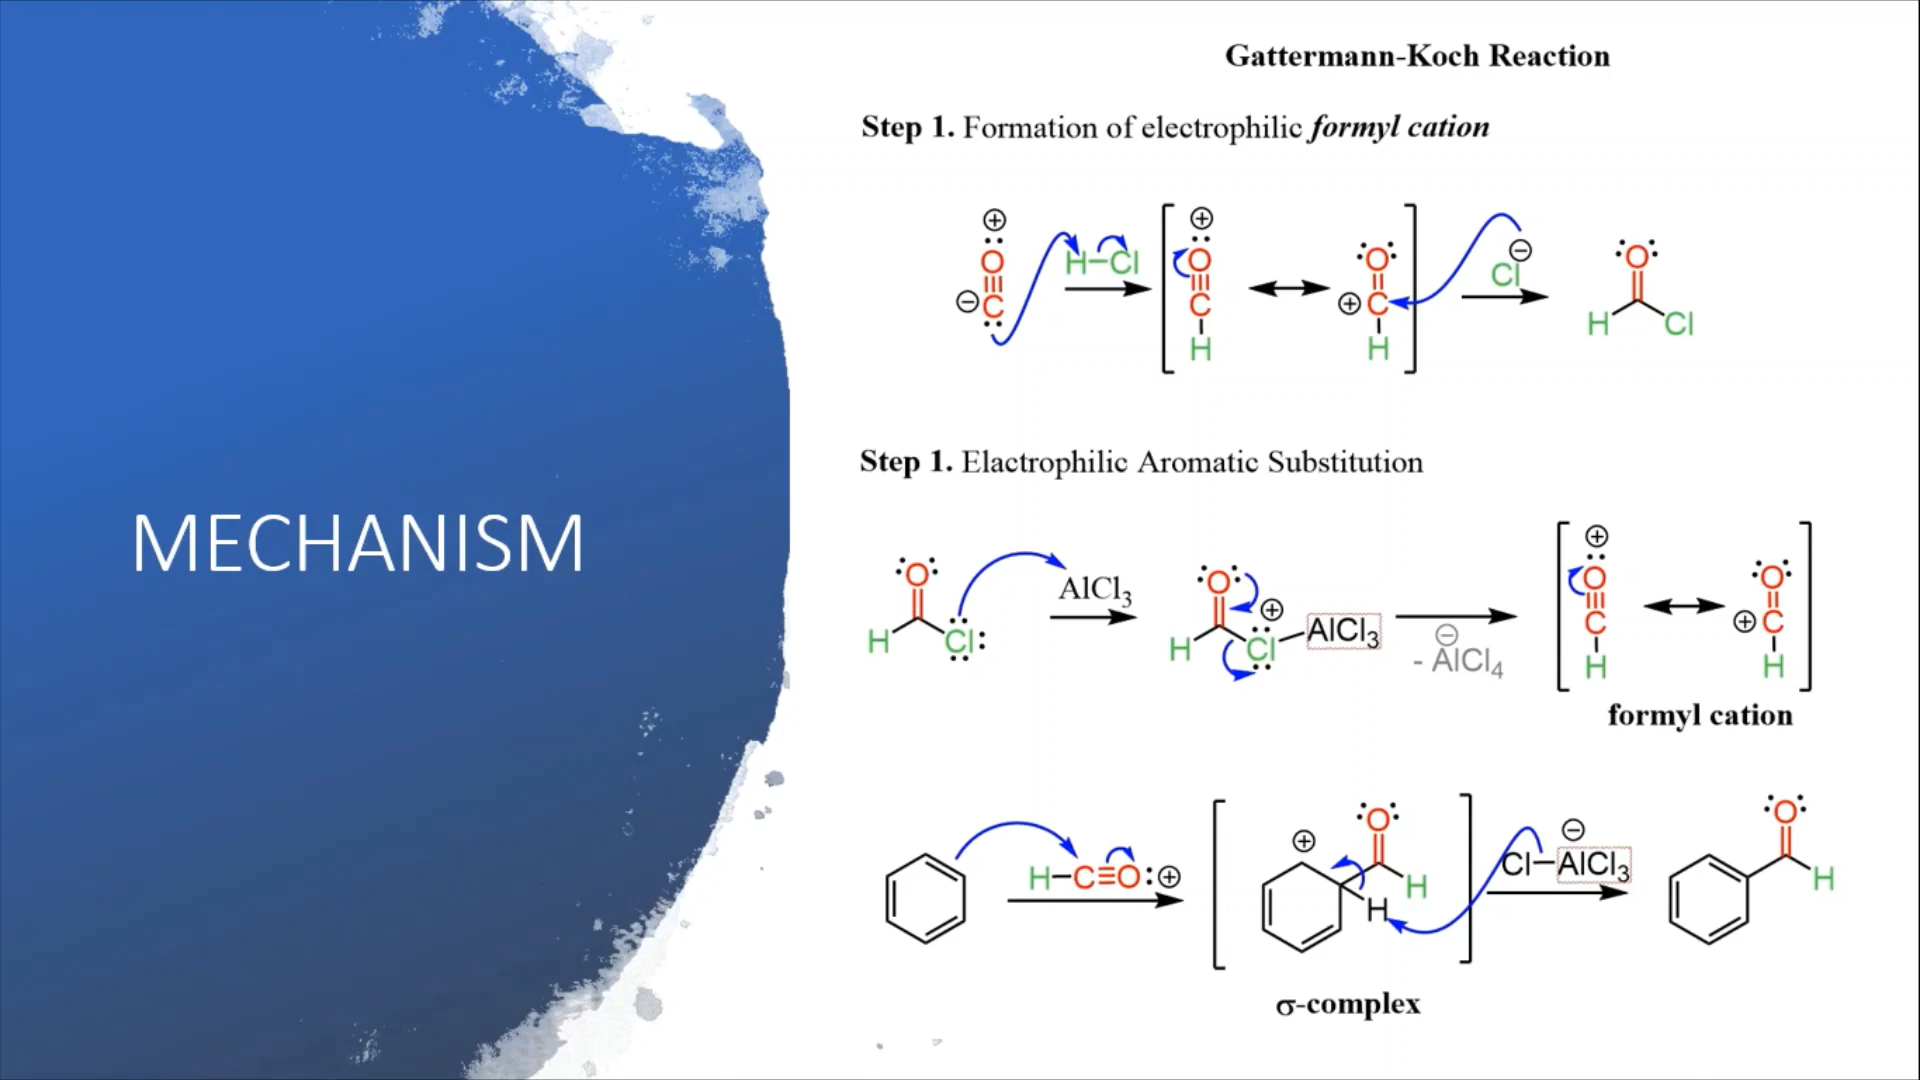 MECHANISM
Gattermann-Koch Reaction
Step 1. Formation of electrophilic formyl cation
⊕ :O≡C: ⊖
H–Cl
⊕ :O≡C–H
:O:=C–H ⊕
Cl ⊖
:O: H Cl
Step 1. Elactrophilic Aromatic Substitution
:O: H Cl:
AlCl₃
:O: H Cl ⊕ AlCl₃
⊖
- AlCl₄
⊕ :O≡C–H
:O:=C–H ⊕
formyl cation
H–C≡O:⊕
⊕ :O: H H
⊖
Cl–AlCl₃
:O: H
σ-complex